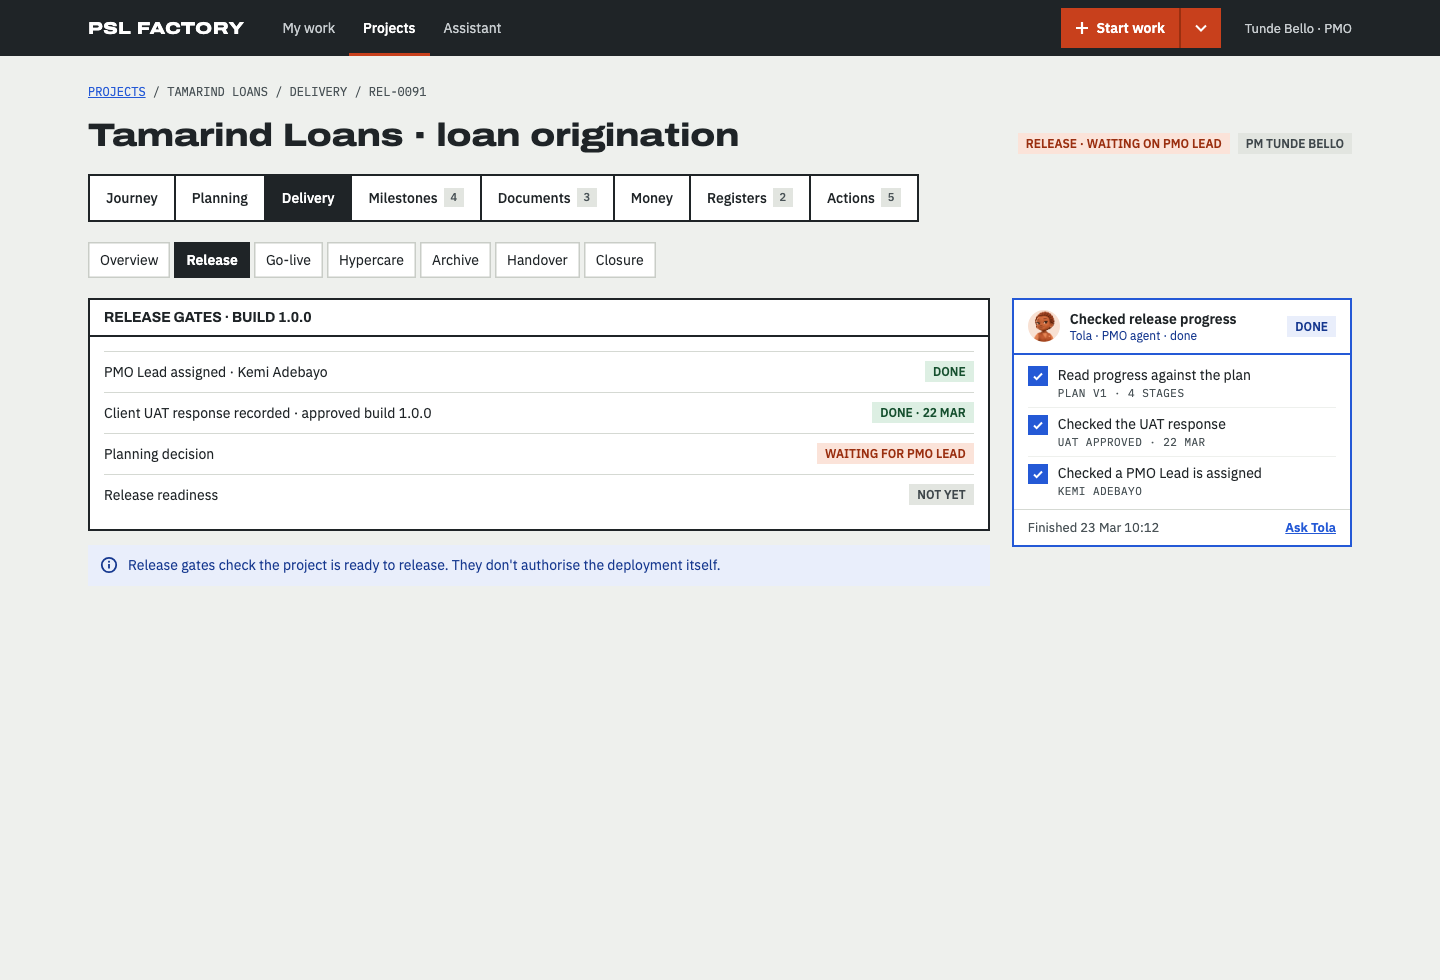 PSL FACTORY
My work
Projects
Assistant
Start work
Tunde Bello · PMO
PROJECTS / TAMARIND LOANS / DELIVERY / REL-0091
Tamarind Loans · loan origination
RELEASE · WAITING ON PMO LEAD
PM TUNDE BELLO
Journey
Planning
Delivery
Milestones 4
Documents 3
Money
Registers 2
Actions 5
Overview
Release
Go-live
Hypercare
Archive
Handover
Closure
RELEASE GATES · BUILD 1.0.0
PMO Lead assigned · Kemi Adebayo
DONE
Client UAT response recorded · approved build 1.0.0
DONE · 22 MAR
Planning decision
WAITING FOR PMO LEAD
Release readiness
NOT YET
Release gates check the project is ready to release. They don't authorise the deployment itself.
Checked release progress
Tola · PMO agent · done
DONE
Read progress against the plan
PLAN V1 · 4 STAGES
Checked the UAT response
UAT APPROVED · 22 MAR
Checked a PMO Lead is assigned
KEMI ADEBAYO
Finished 23 Mar 10:12
Ask Tola